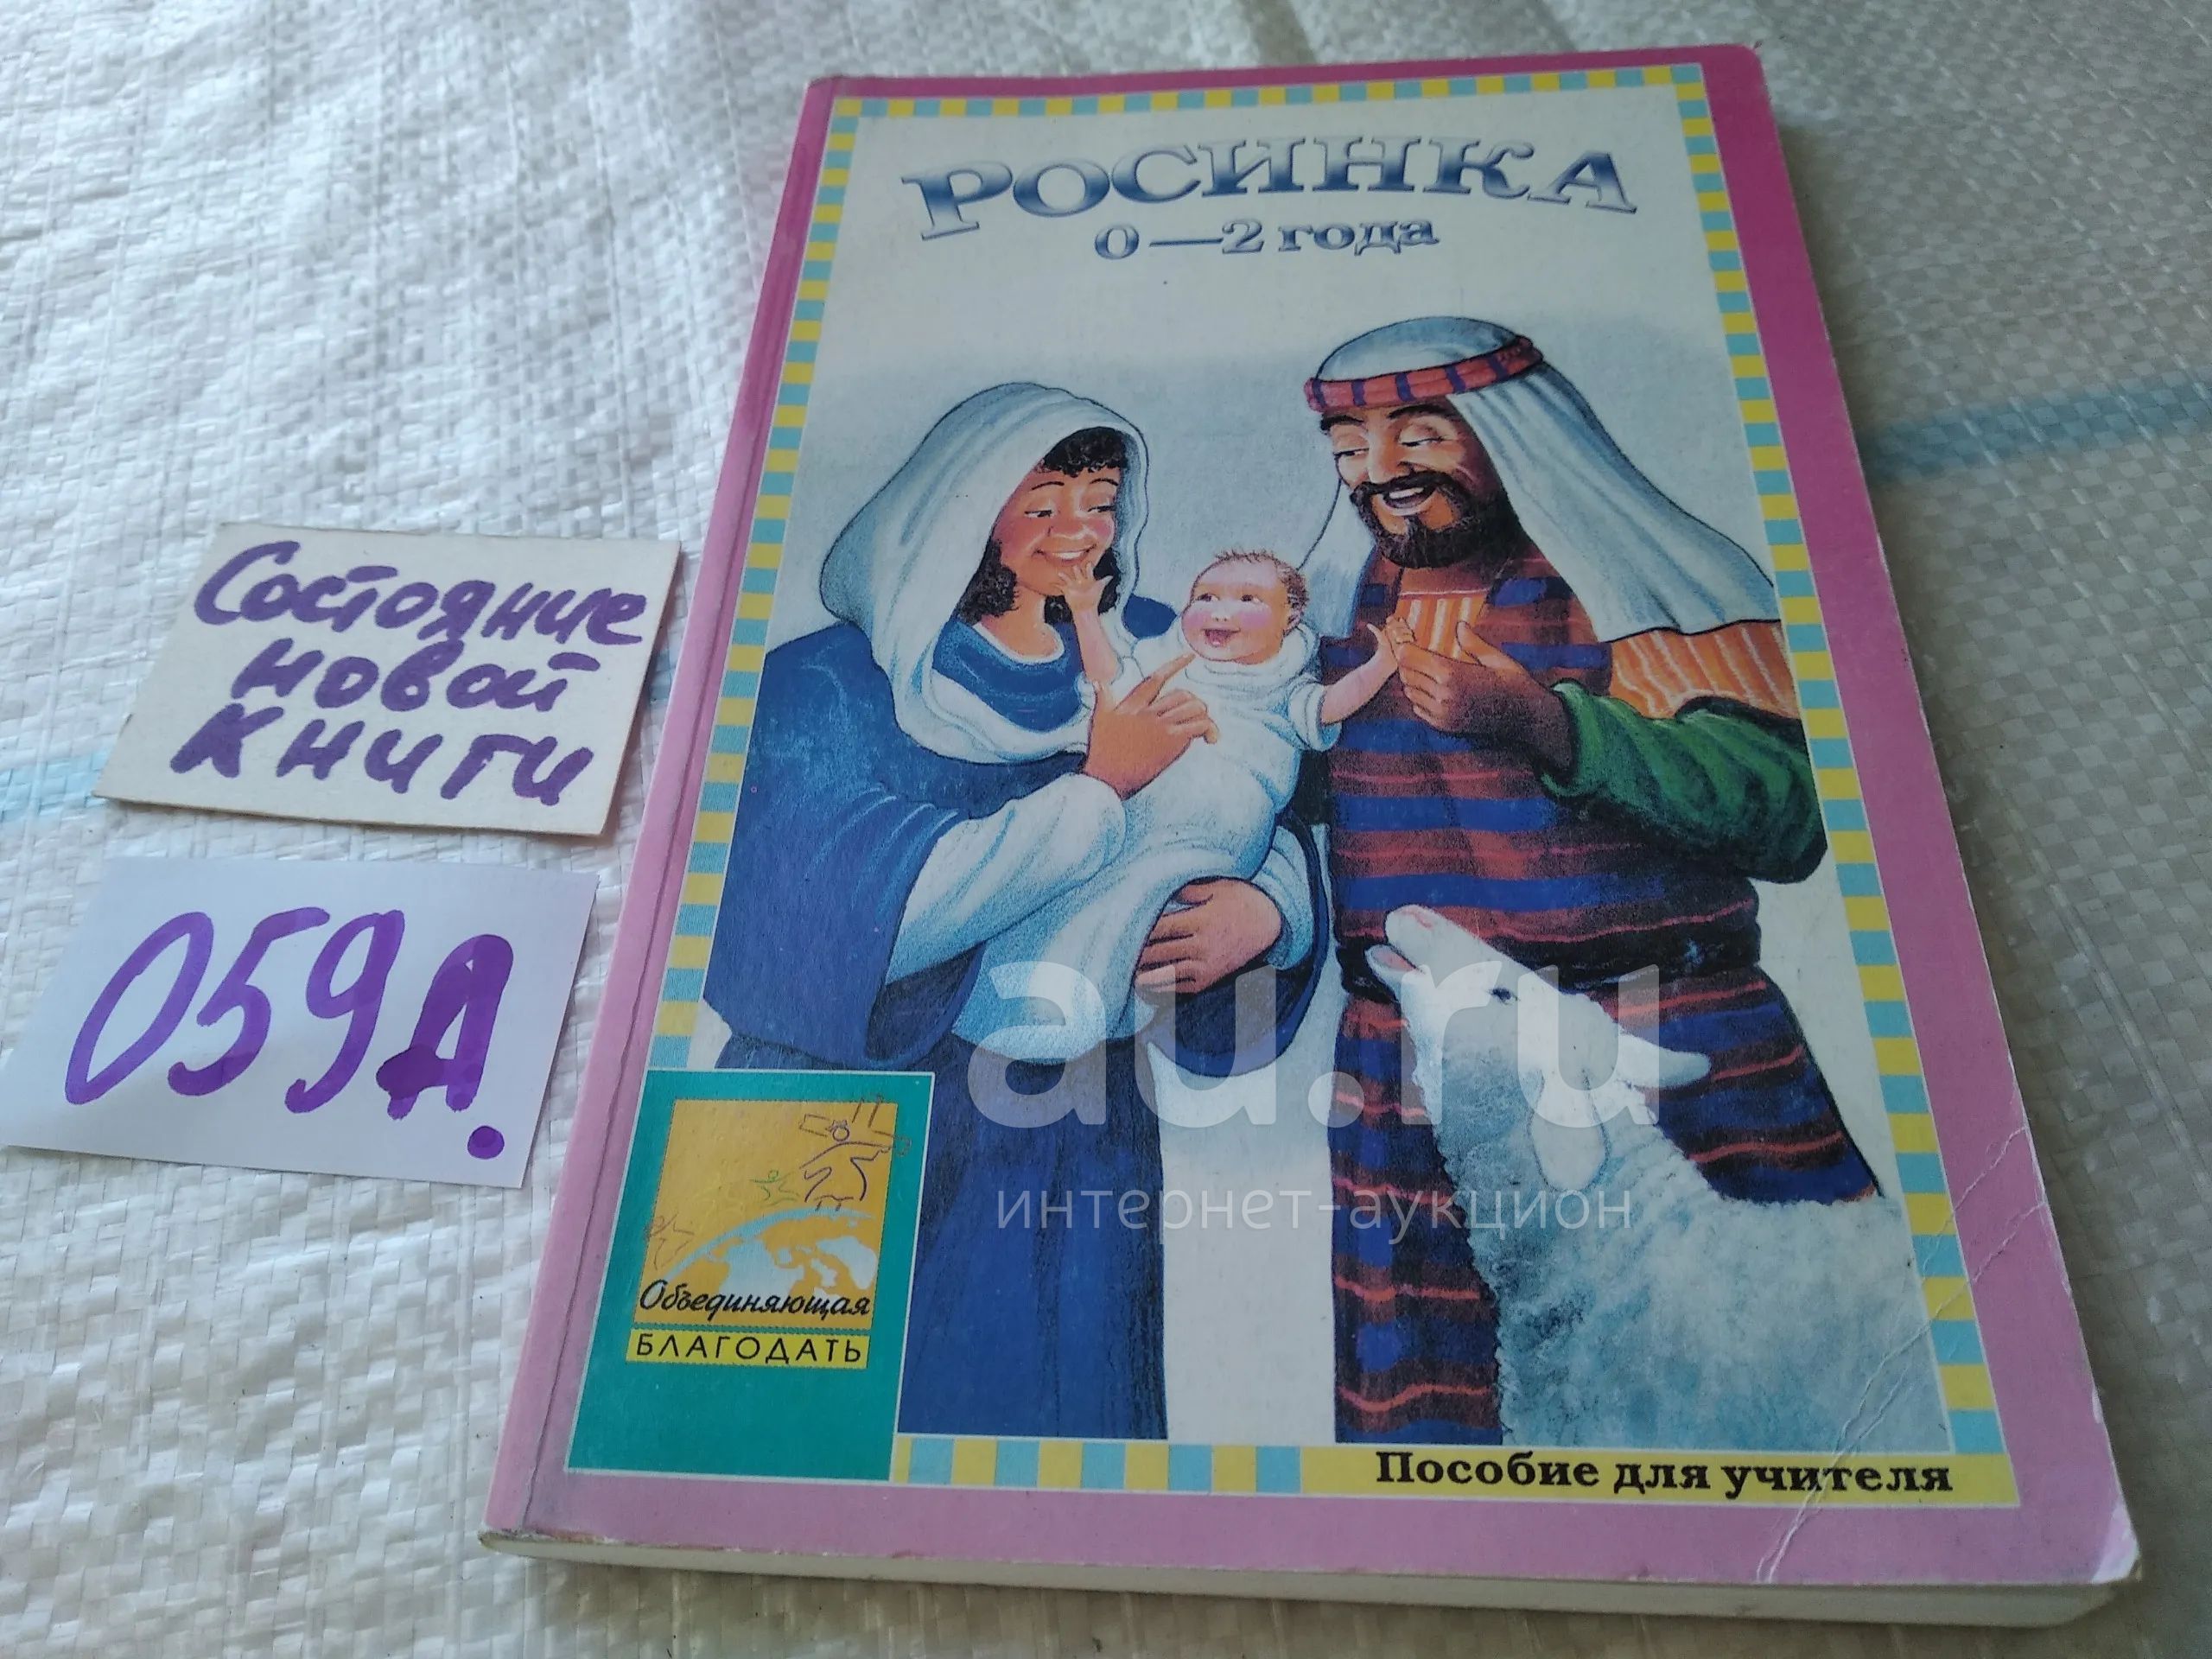 РОСИНКА
0—2 года
Состояние
новой
книги
059А.
Объединяющая
БЛАГОДАТЬ
Пособие для учителя
au.ru
интернет-аукцион